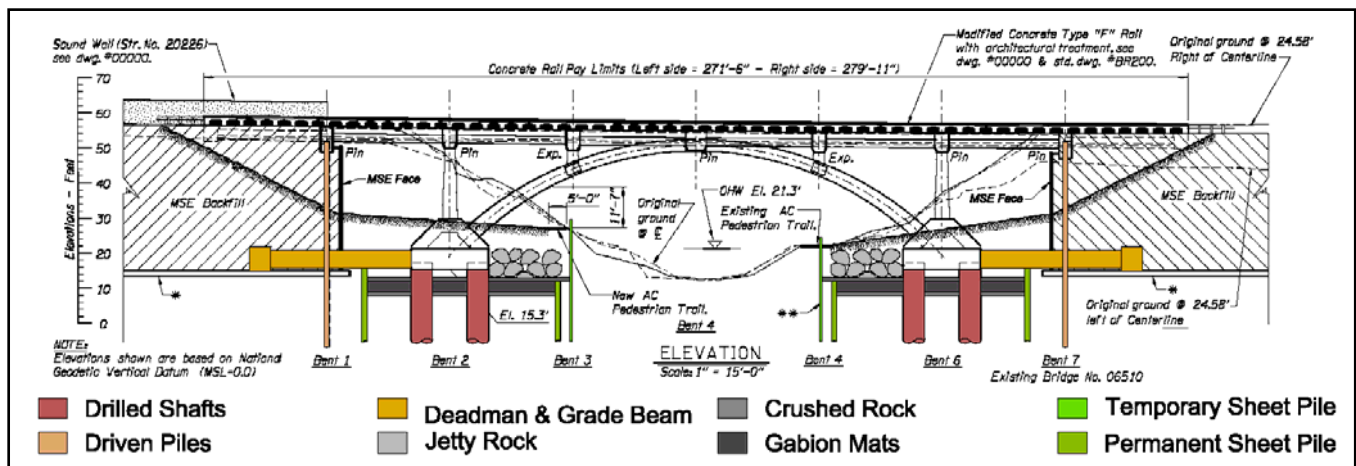 Sound Wall (Str. No. 20226)
see dwg. #00000.
Modified Concrete Type "F" Rail
with architectural treatment, see
dwg. #00000 & std. dwg. #BR200.
Original ground @ 24.58'
Right of Centerline
Concrete Rail Pay Limits (Left side = 271'-6" - Right side = 279'-11")
70
60
50
40
30
20
10
0
Elevations - Feet
Pin
Pin
Exp.
Pin
Exp.
Pin
Pin
MSE Face
MSE Backfill
5'-0"
11'-7"
Original
ground
@ ℄
OHW El. 21.3'
Existing AC
Pedestrian Trail.
MSE Face
MSE Backfill
*
El. 15.3'
New AC
Pedestrian Trail.
**
*
Original ground @ 24.58'
left of Centerline
NOTE:
Elevations shown are based on National
Geodetic Vertical Datum (MSL=0.0)
Bent 1
Bent 2
Bent 3
Bent 4
Bent 4
Bent 6
Bent 7
ELEVATION
Scale: 1" = 15'-0"
Existing Bridge No. 06510
Drilled Shafts
Deadman & Grade Beam
Crushed Rock
Temporary Sheet Pile
Driven Piles
Jetty Rock
Gabion Mats
Permanent Sheet Pile